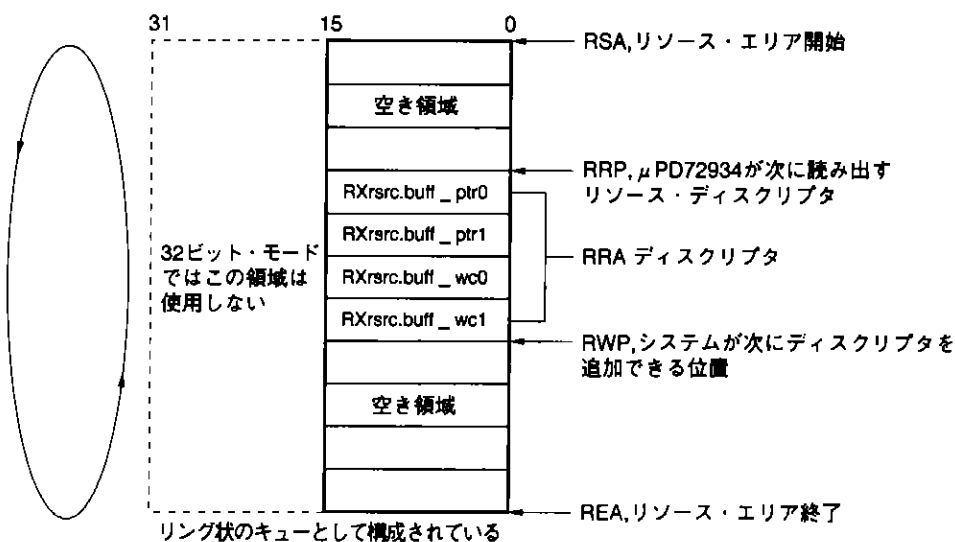 31 15 0
RSA,リソース・エリア開始
空き領域
RRP,μPD72934が次に読み出す
リソース・ディスクリプタ
RXrsrc.buff _ ptr0
RXrsrc.buff _ ptr1
32ビット・モード
ではこの領域は
使用しない
RRA ディスクリプタ
RXrsrc.buff _ wc0
RXrsrc.buff _ wc1
RWP,システムが次にディスクリプタを
追加できる位置
空き領域
REA,リソース・エリア終了
リング状のキューとして構成されている